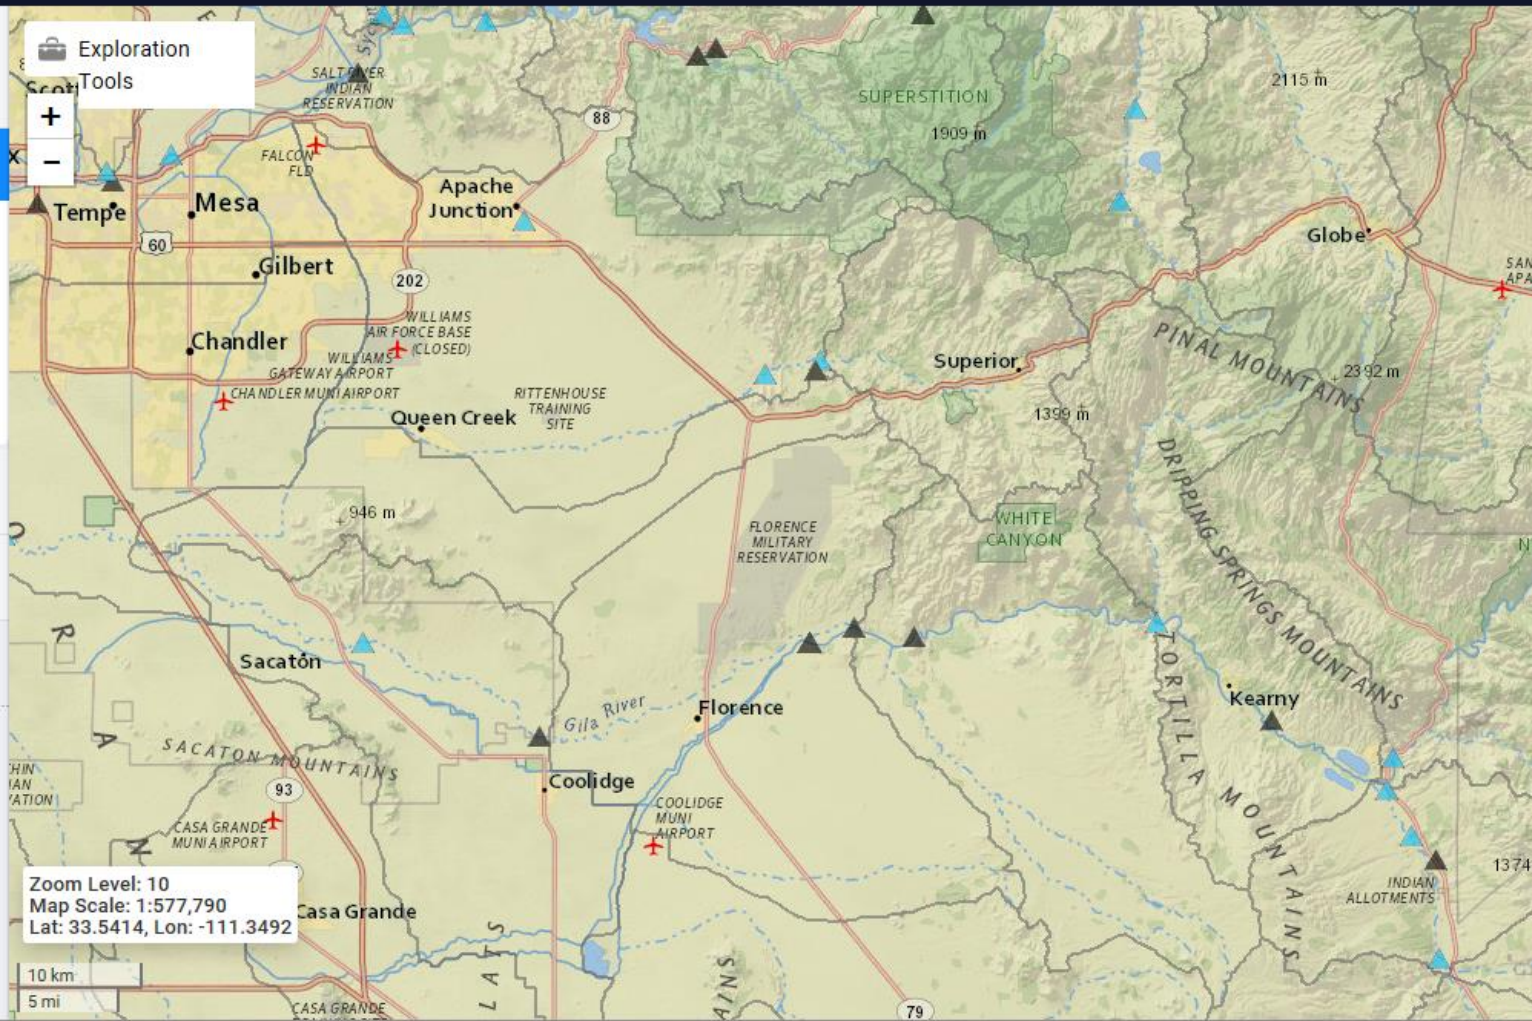 Exploration
Tools
+
−
SALT RIVER
INDIAN
RESERVATION
88
SUPERSTITION
1909 m
2115 m
FALCON
FLD
Apache
Junction
Tempe
Mesa
60
Gilbert
202
Globe
WILLIAMS
AIR FORCE BASE
(CLOSED)
Chandler
WILLIAMS
GATEWAY AIRPORT
CHANDLER MUNI AIRPORT
PINAL MOUNTAINS
2392 m
Superior
1399 m
Queen Creek
RITTENHOUSE
TRAINING
SITE
DRIPPING SPRINGS MOUNTAINS
946 m
FLORENCE
MILITARY
RESERVATION
WHITE
CANYON
Sacaton
TORTILLA MOUNTAINS
Kearny
Gila River
Florence
SACATON MOUNTAINS
Coolidge
93
COOLIDGE
MUNI
AIRPORT
CASA GRANDE
MUNI AIRPORT
INDIAN
ALLOTMENTS
1374
Zoom Level: 10
Map Scale: 1:577,790
Lat: 33.5414, Lon: -111.3492
Casa Grande
10 km
5 mi
CASA GRANDE
79